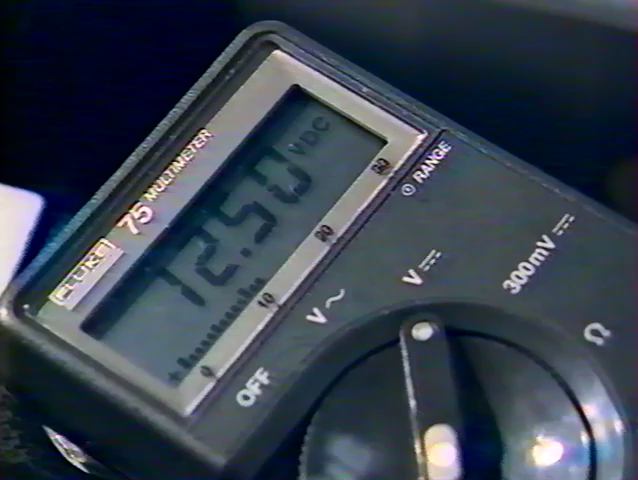 FLUKE
75 MULTIMETER
12.50 VDC
0 10 20 30
RANGE
OFF
V~
V⎓
300mV⎓
Ω